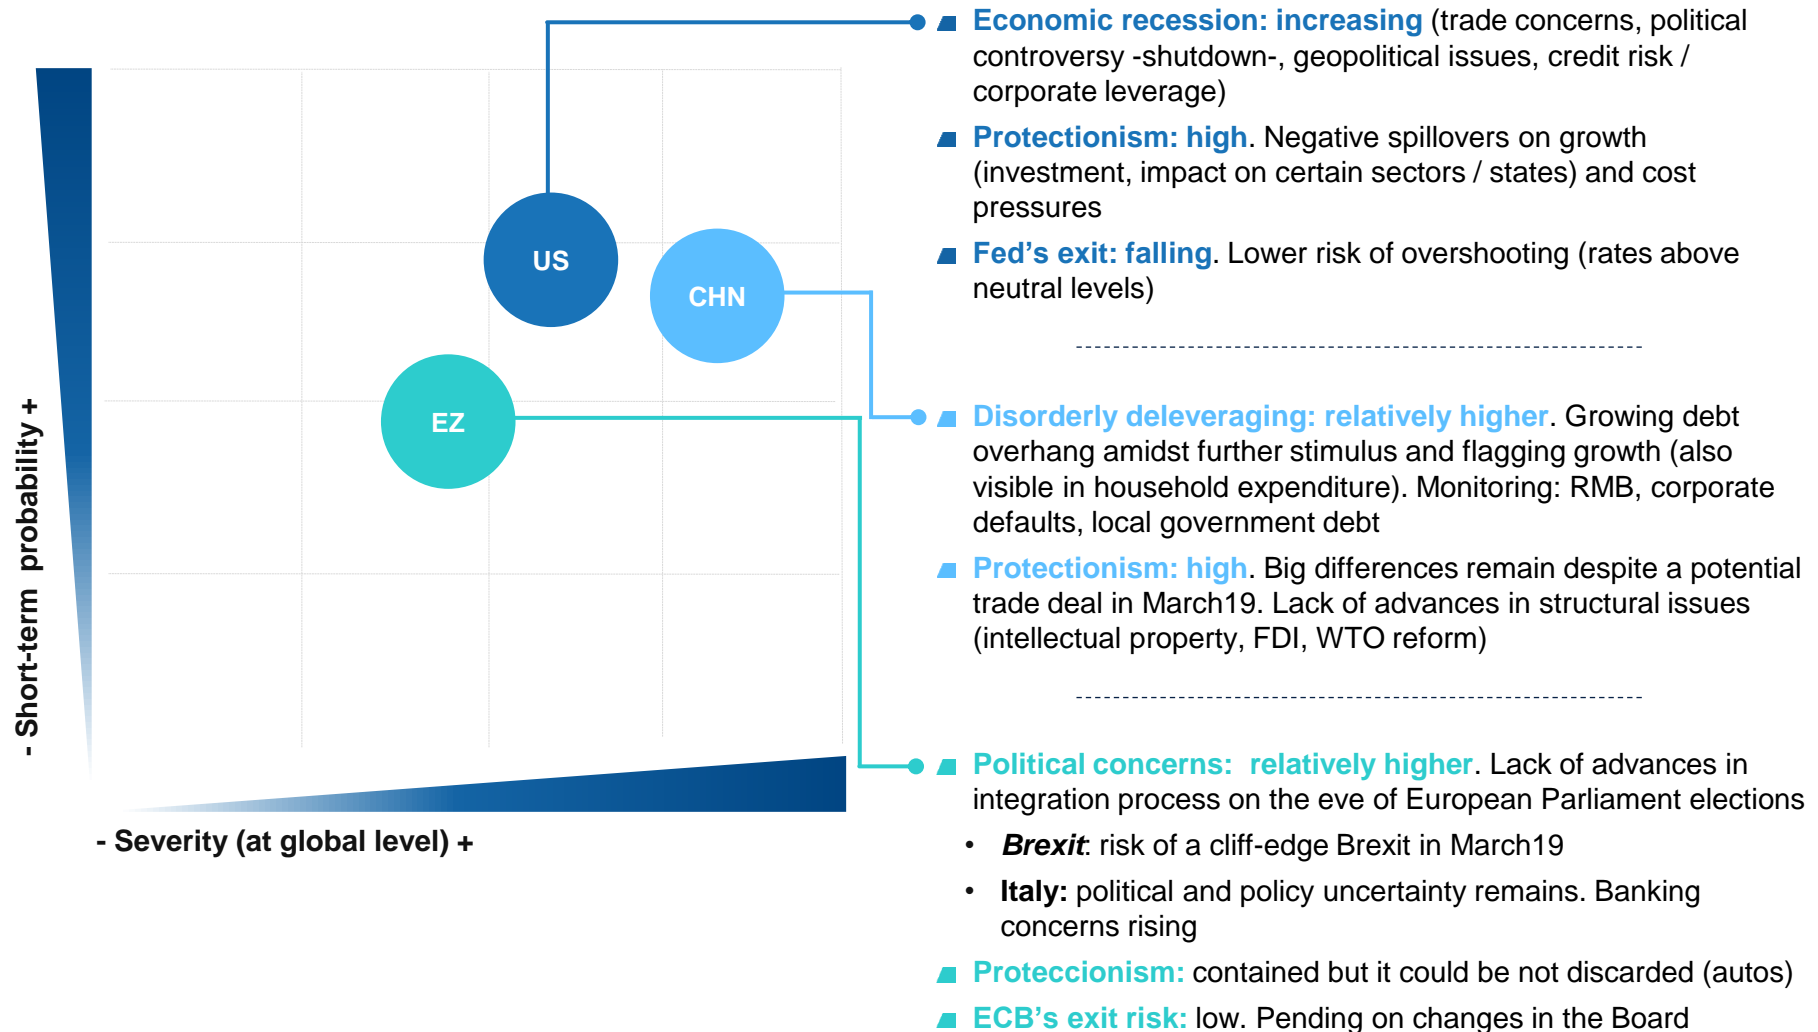 Economic recession: increasing (trade concerns, political
controversy -shutdown-, geopolitical issues, credit risk /
corporate leverage)
Protectionism: high. Negative spillovers on growth
(investment, impact on certain sectors / states) and cost
pressures
Fed's exit: falling. Lower risk of overshooting (rates above
neutral levels)
US
CHN
EZ
- Short-term probability +
- Severity (at global level) +
Disorderly deleveraging: relatively higher. Growing debt
overhang amidst further stimulus and flagging growth (also
visible in household expenditure). Monitoring: RMB, corporate
defaults, local government debt
Protectionism: high. Big differences remain despite a potential
trade deal in March19. Lack of advances in structural issues
(intellectual property, FDI, WTO reform)
Political concerns: relatively higher. Lack of advances in
integration process on the eve of European Parliament elections
• Brexit: risk of a cliff-edge Brexit in March19
• Italy: political and policy uncertainty remains. Banking
concerns rising
Proteccionism: contained but it could be not discarded (autos)
ECB's exit risk: low. Pending on changes in the Board